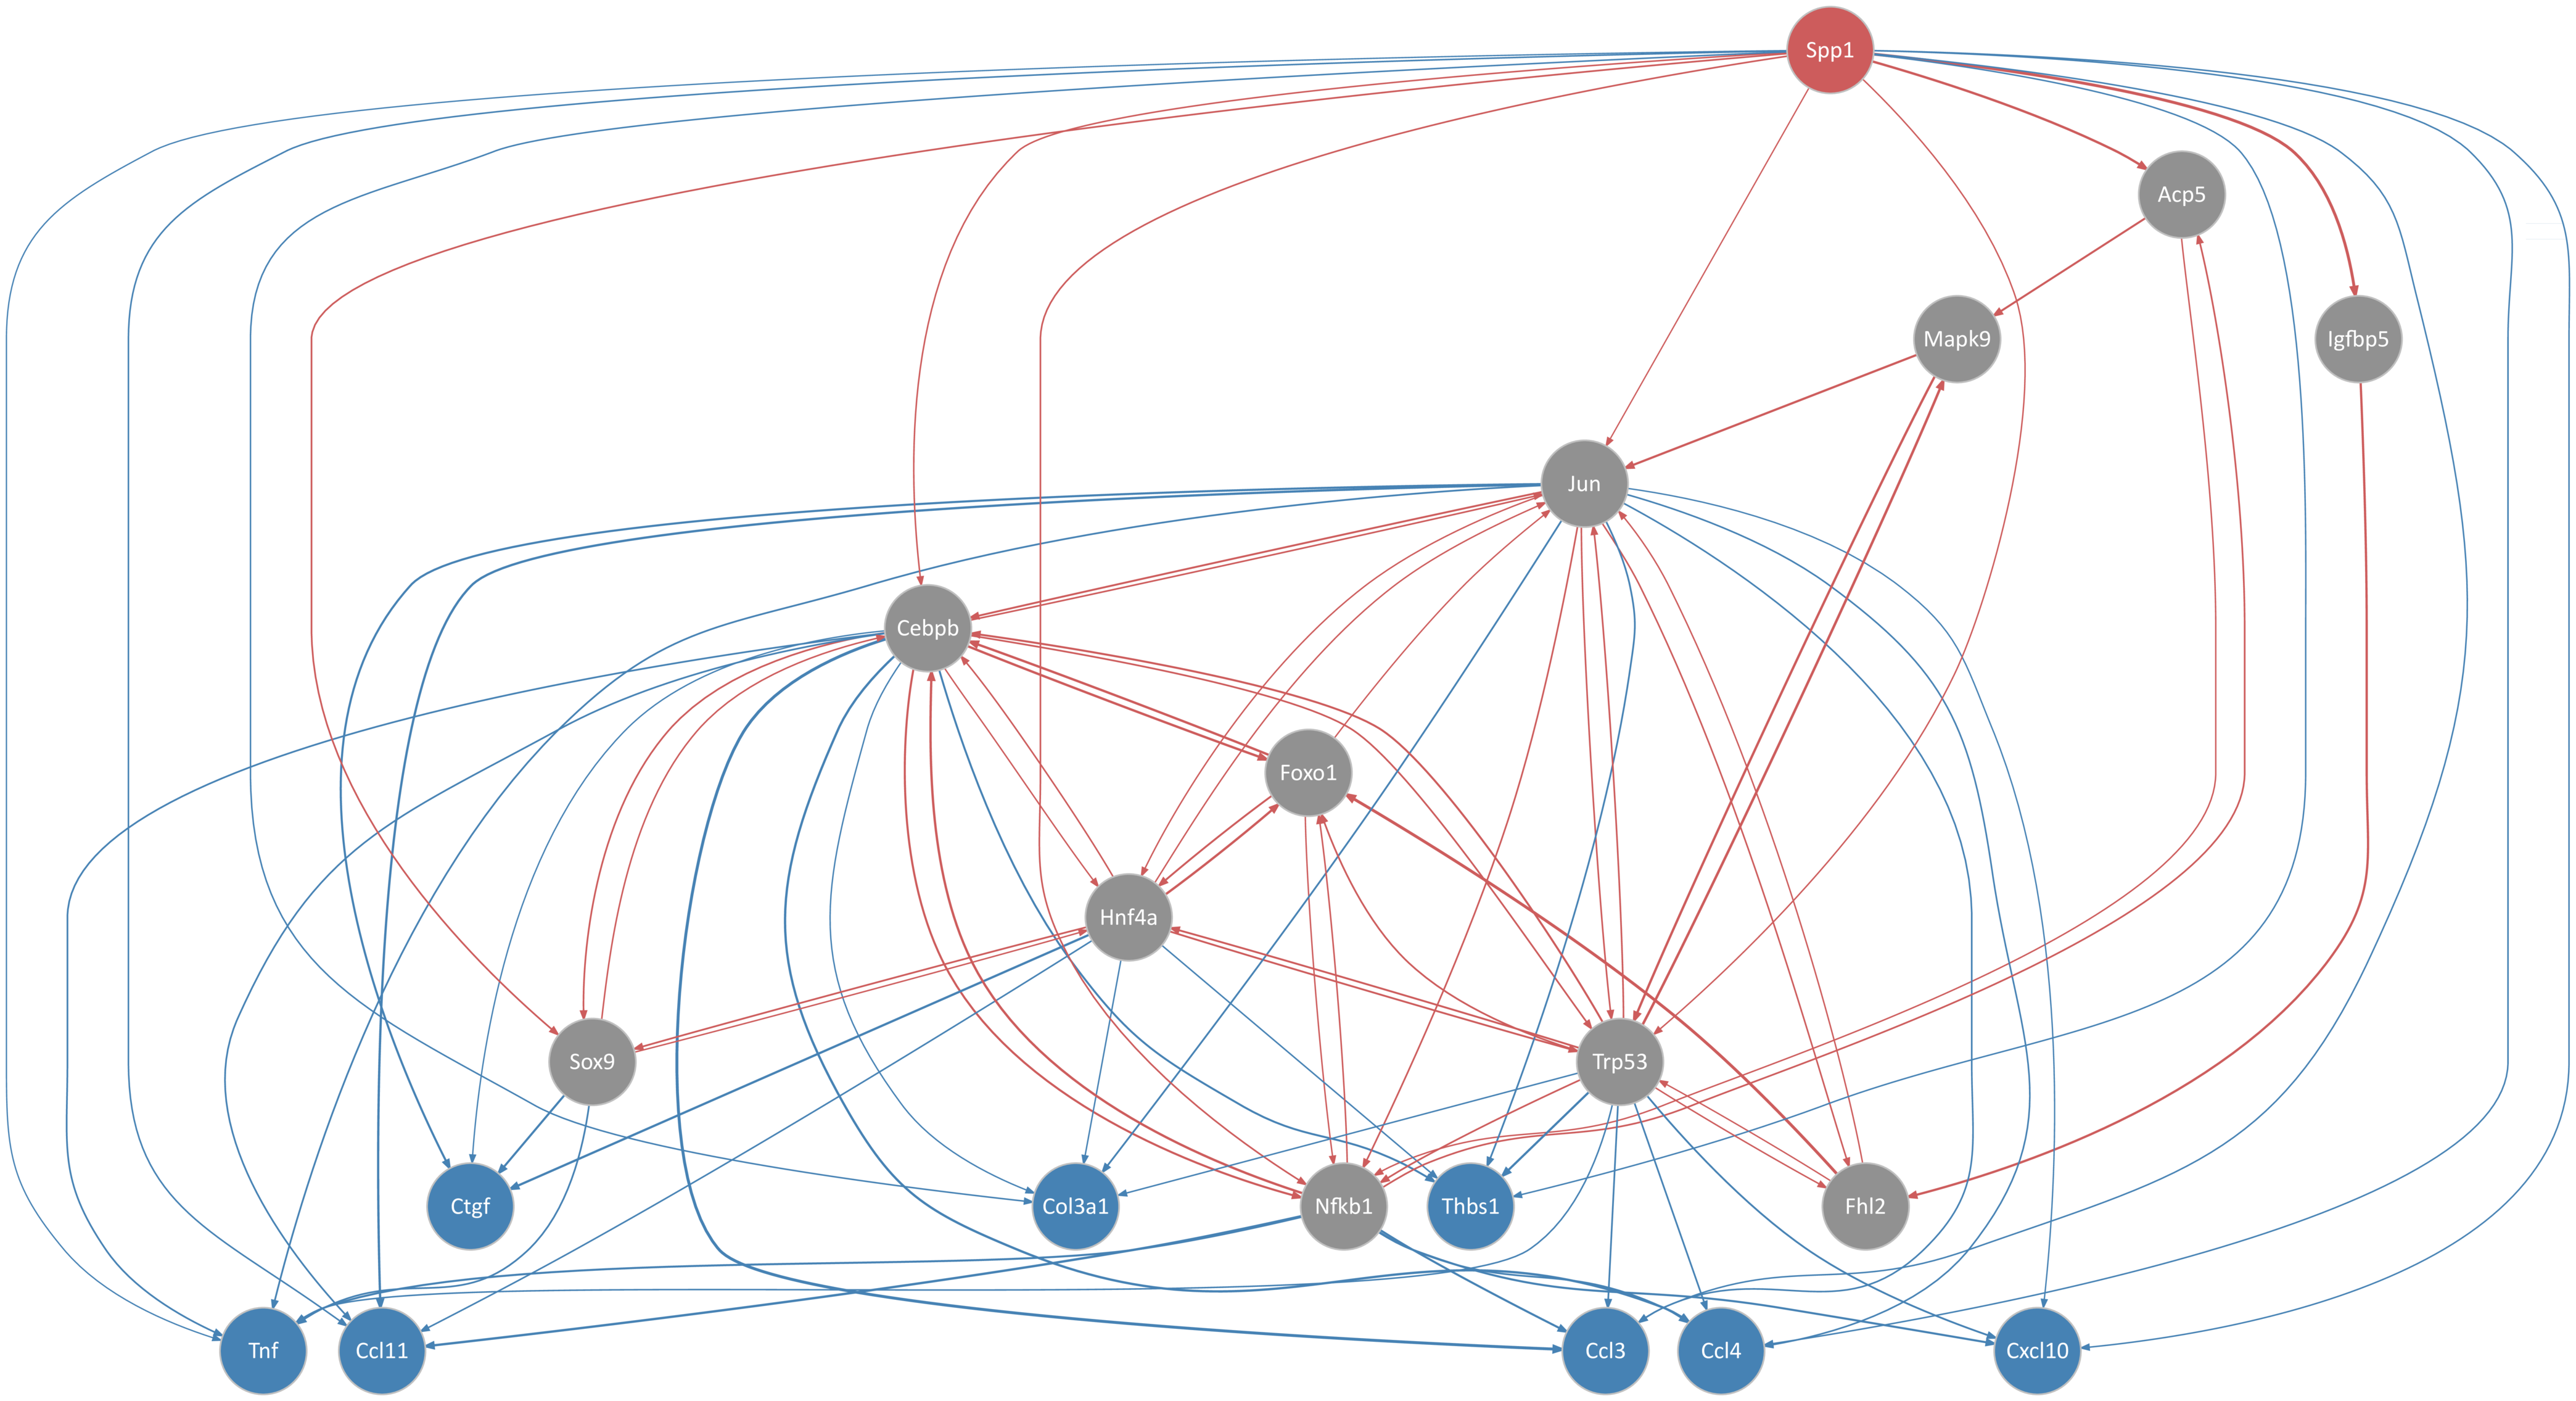 Spp1
Acp5
Mapk9
Igfbp5
Jun
Cebpb
Foxo1
Hnf4a
Sox9
Trp53
Ctgf
Col3a1
Nfkb1
Thbs1
Fhl2
Tnf
Ccl11
Ccl3
Ccl4
Cxcl10